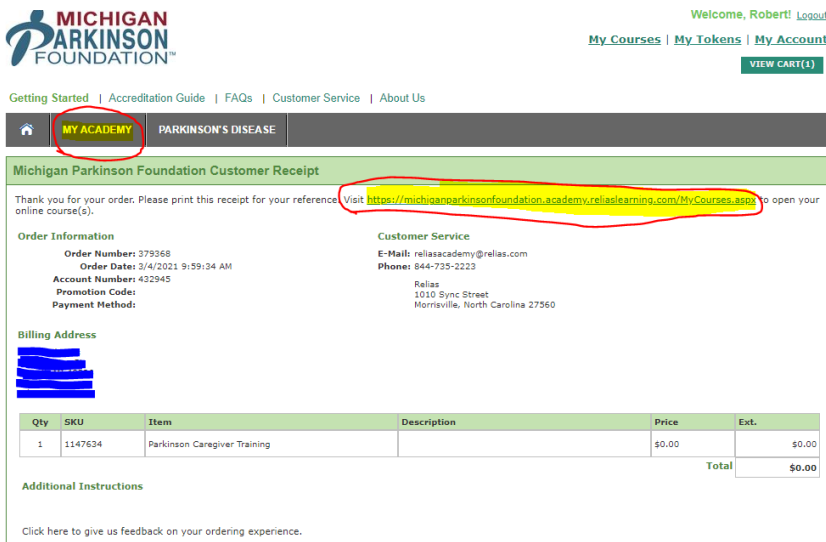 MICHIGAN
PARKINSON
FOUNDATION™
Welcome, Robert! Logout
My Courses | My Tokens | My Account
VIEW CART(1)
Getting Started | Accreditation Guide | FAQs | Customer Service | About Us
MY ACADEMY PARKINSON'S DISEASE
Michigan Parkinson Foundation Customer Receipt
Thank you for your order. Please print this receipt for your reference. Visit https://michiganparkinsonfoundation.academy.reliaslearning.com/MyCourses.aspx to open your
online course(s).
Order Information
Order Number: 379368
Order Date: 3/4/2021 9:59:34 AM
Account Number: 432945
Promotion Code:
Payment Method:
Customer Service
E-Mail: reliasacademy@relias.com
Phone: 844-735-2223
Relias
1010 Sync Street
Morrisville, North Carolina 27560
Billing Address
Qty SKU Item Description Price Ext.
1 1147634 Parkinson Caregiver Training $0.00 $0.00
Total $0.00
Additional Instructions
Click here to give us feedback on your ordering experience.